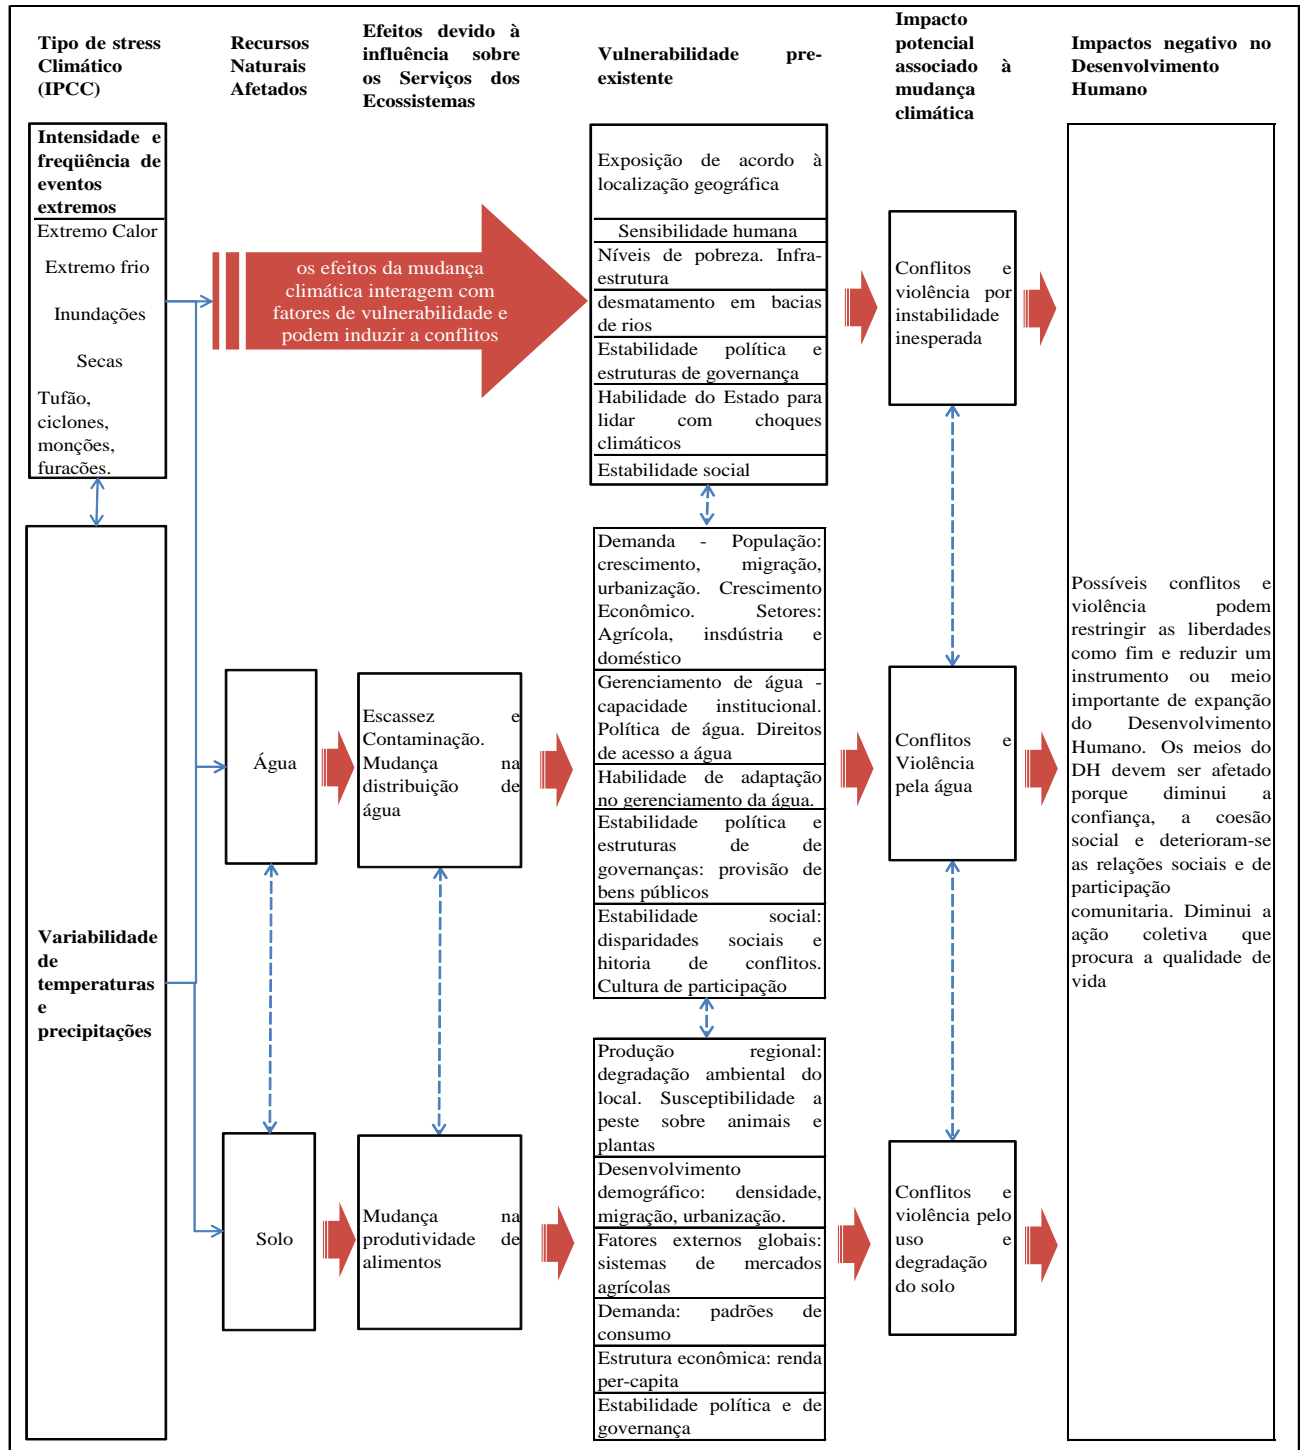 Tipo de stress
Climático
(IPCC)
Recursos
Naturais
Afetados
Efeitos devido à
influência sobre
os Serviços dos
Ecossistemas
Vulnerabilidade pre-
existente
Impacto
potencial
associado à
mudança
climática
Impactos negativo no
Desenvolvimento
Humano
Intensidade e
freqüência de
eventos
extremos
Extremo Calor
Extremo frio
Inundações
Secas
Tufão,
ciclones,
monções,
furacões.
os efeitos da mudança
climática interagem com
fatores de vulnerabilidade e
podem induzir a conflitos
Exposição de acordo à
localização geográfica
Sensibilidade humana
Níveis de pobreza. Infra-
estrutura
desmatamento em bacias
de rios
Estabilidade política e
estruturas de governança
Habilidade do Estado para
lidar com choques
climáticos
Estabilidade social
Conflitos e
violência por
instabilidade
inesperada
Variabilidade
de
temperaturas
e
precipitações
Água
Escassez e
Contaminação.
Mudança na
distribuição de
água
Demanda - População:
crescimento, migração,
urbanização. Crescimento
Econômico. Setores:
Agrícola, insdústria e
doméstico
Gerenciamento de água -
capacidade institucional.
Política de água. Direitos
de acesso a água
Habilidade de adaptação
no gerenciamento da água.
Estabilidade política e
estruturas de de
governanças: provisão de
bens públicos
Estabilidade social:
disparidades sociais e
hitoria de conflitos.
Cultura de participação
Conflitos e
Violência
pela água
Possíveis conflitos e
violência podem
restringir as liberdades
como fim e reduzir um
instrumento ou meio
importante de expanção
do Desenvolvimento
Humano. Os meios do
DH devem ser afetado
porque diminui a
confiança, a coesão
social e deterioram-se
as relações sociais e de
participação
comunitaria. Diminui a
ação coletiva que
procura a qualidade de
vida
Solo
Mudança na
produtividade de
alimentos
Produção regional:
degradação ambiental do
local. Susceptibilidade a
peste sobre animais e
plantas
Desenvolvimento
demográfico: densidade,
migração, urbanização.
Fatores externos globais:
sistemas de mercados
agrícolas
Demanda: padrões de
consumo
Estrutura econômica: renda
per-capita
Estabilidade política e de
governança
Conflitos e
violência pelo
uso e
degradação
do solo